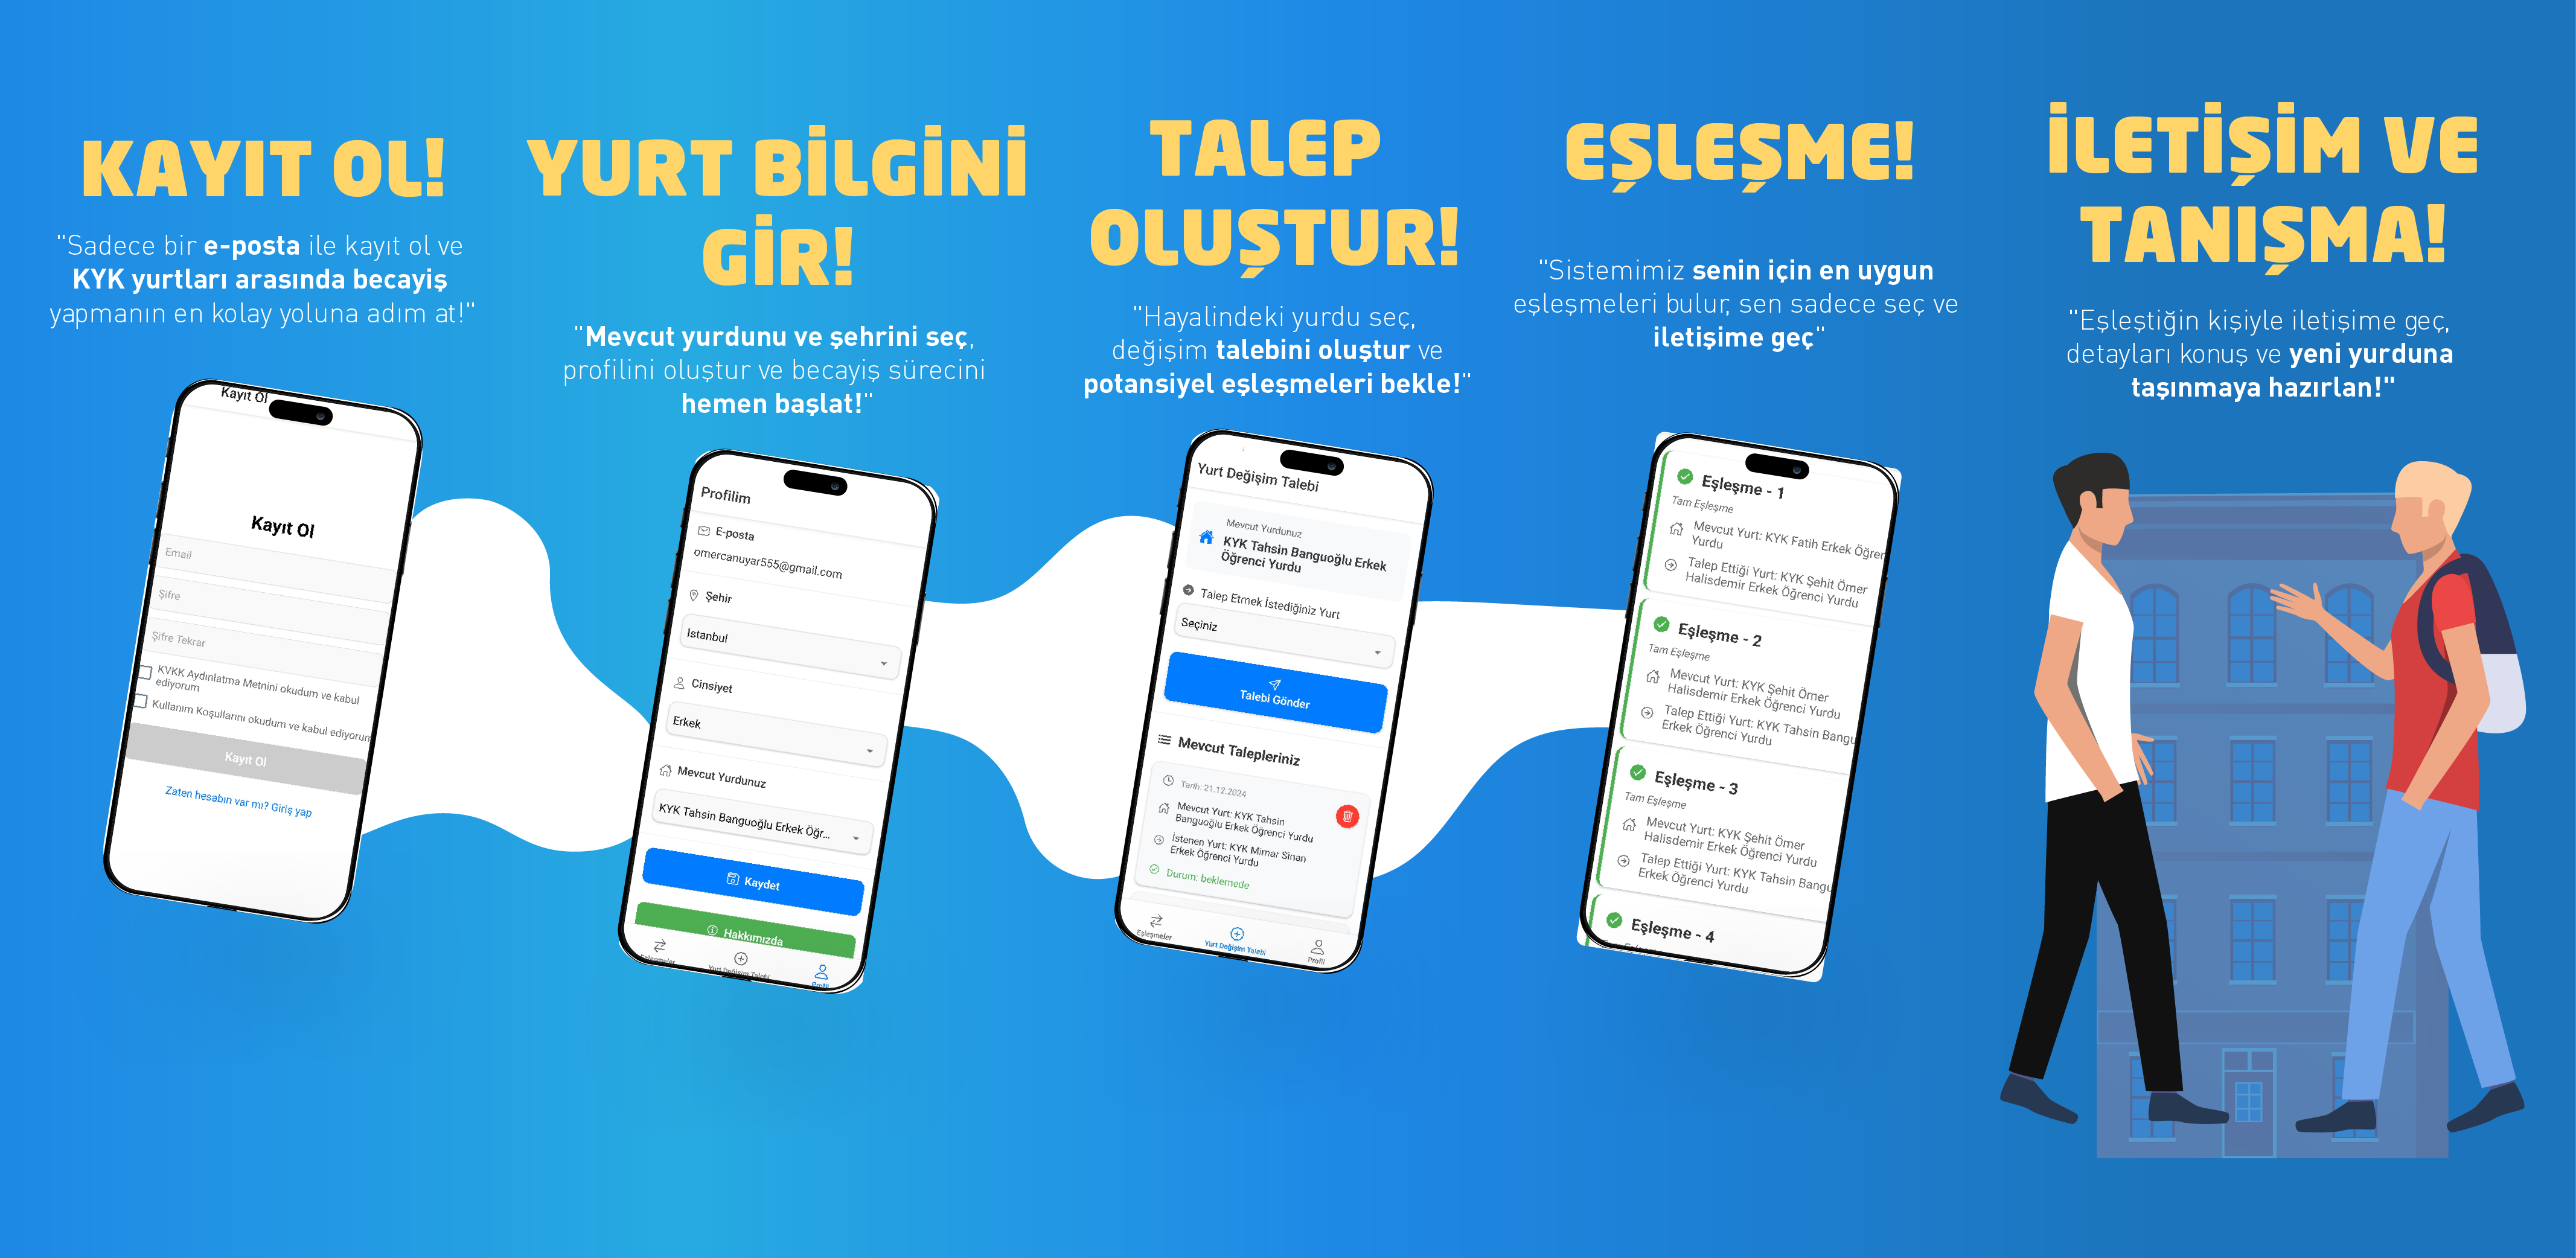 KAYIT OL!
"Sadece bir e-posta ile kayıt ol ve
KYK yurtları arasında becayiş
yapmanın en kolay yoluna adım at!"
Kayıt Ol
Kayıt Ol
Email
Şifre
Şifre Tekrar
KVKK Aydınlatma Metnini okudum ve kabul
ediyorum
Kullanım Koşullarını okudum ve kabul ediyorum
Kayıt Ol
Zaten hesabın var mı? Giriş yap
YURT BİLGİNİ
GİR!
"Mevcut yurdunu ve şehrini seç,
profilini oluştur ve becayiş sürecini
hemen başlat!"
Profilim
E-posta
omercanuyar555@gmail.com
Şehir
Istanbul
Cinsiyet
Erkek
Mevcut Yurdunuz
KYK Tahsin Banguoğlu Erkek Öğr...
Kaydet
Hakkımızda
Eşleşmeler
Yurt Değişim Talebi
Profil
TALEP
OLUŞTUR!
"Hayalindeki yurdu seç,
değişim talebini oluştur ve
potansiyel eşleşmeleri bekle!"
Yurt Değişim Talebi
Mevcut Yurdunuz
KYK Tahsin Banguoğlu Erkek
Öğrenci Yurdu
Talep Etmek İstediğiniz Yurt
Seçiniz
Talebi Gönder
Mevcut Talepleriniz
Tarih: 21.12.2024
Mevcut Yurt: KYK Tahsin
Banguoğlu Erkek Öğrenci Yurdu
İstenen Yurt: KYK Mimar Sinan
Erkek Öğrenci Yurdu
Durum: beklemede
Eşleşmeler
Yurt Değişim Talebi
Profil
EŞLEŞME!
"Sistemimiz senin için en uygun
eşleşmeleri bulur, sen sadece seç ve
iletişime geç"
Eşleşme - 1
Tam Eşleşme
Mevcut Yurt: KYK Fatih Erkek Öğren
Yurdu
Talep Ettiği Yurt: KYK Şehit Ömer
Halisdemir Erkek Öğrenci Yurdu
Eşleşme - 2
Tam Eşleşme
Mevcut Yurt: KYK Şehit Ömer
Halisdemir Erkek Öğrenci Yurdu
Talep Ettiği Yurt: KYK Tahsin Bangu
Erkek Öğrenci Yurdu
Eşleşme - 3
Tam Eşleşme
Mevcut Yurt: KYK Şehit Ömer
Halisdemir Erkek Öğrenci Yurdu
Talep Ettiği Yurt: KYK Tahsin Bangu
Erkek Öğrenci Yurdu
Eşleşme - 4
İLETİŞİM VE
TANIŞMA!
"Eşleştiğin kişiyle iletişime geç,
detayları konuş ve yeni yurduna
taşınmaya hazırlan!"